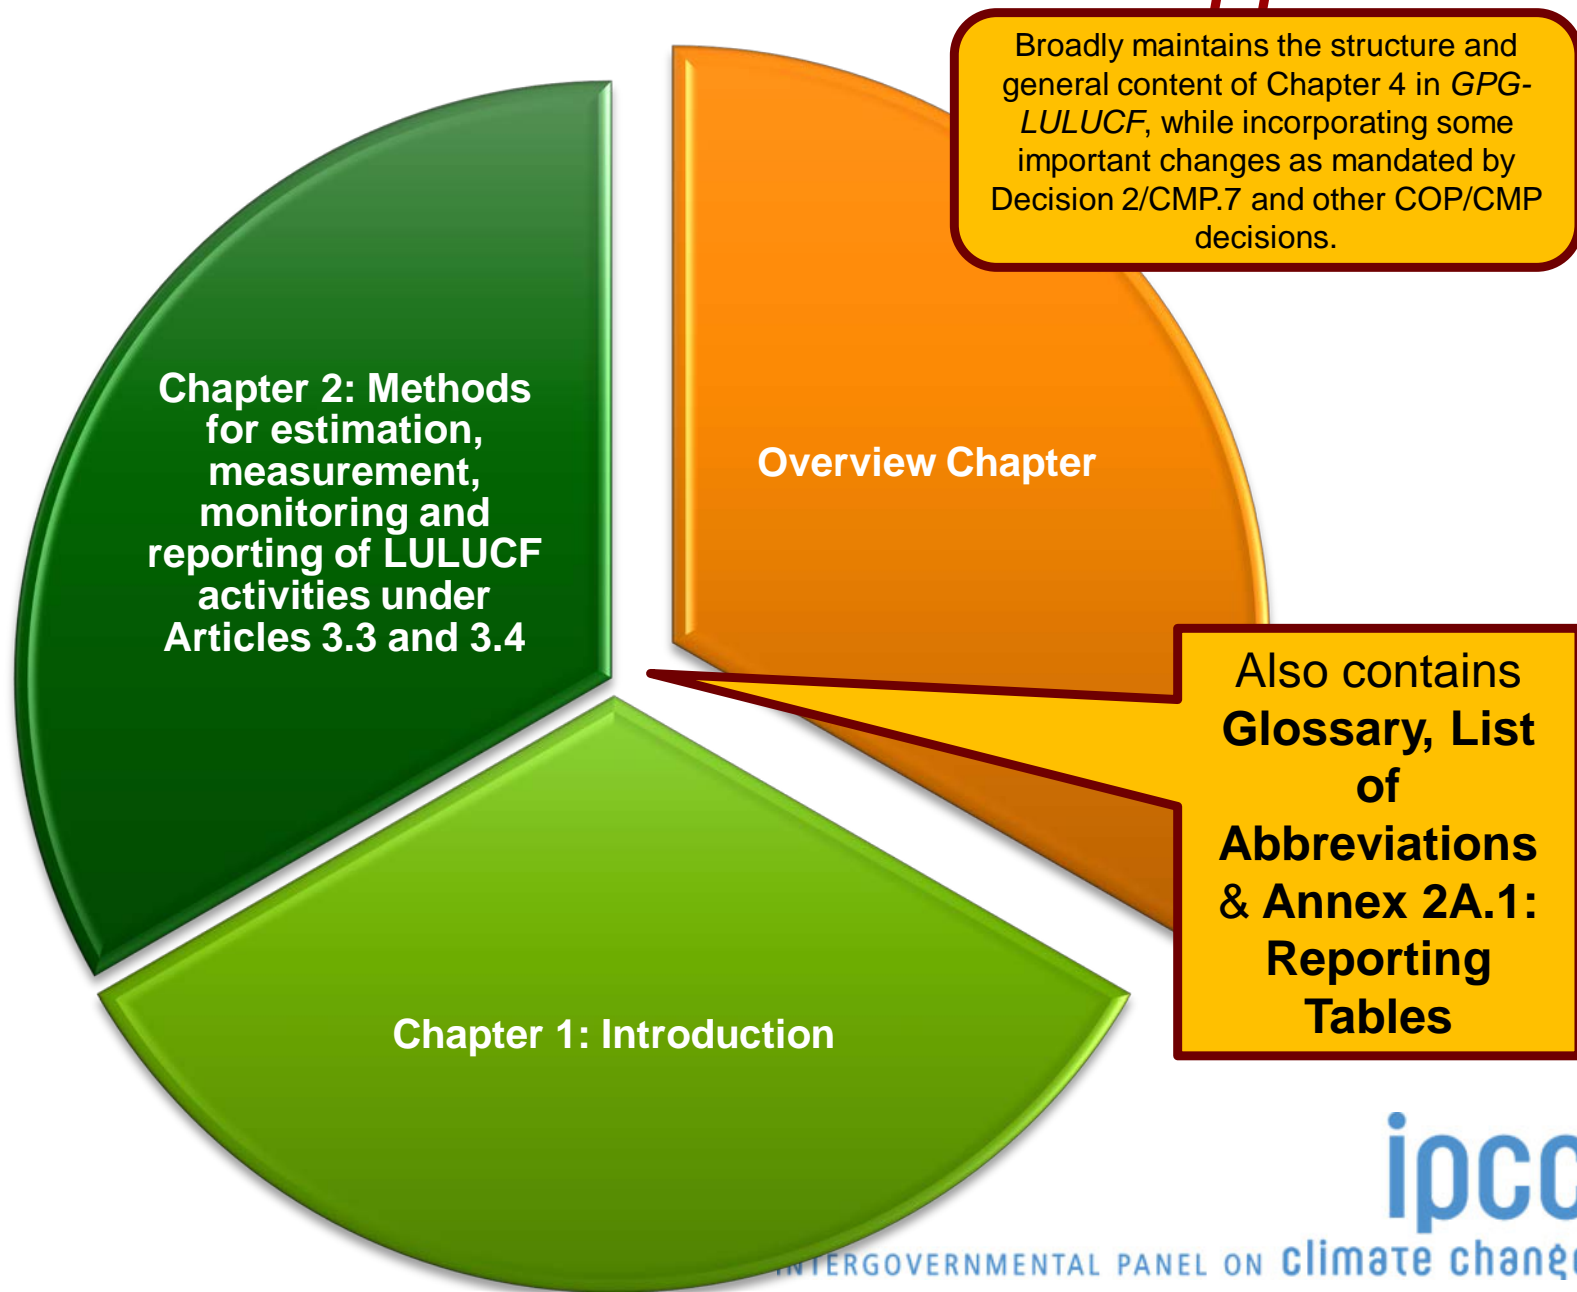 Broadly maintains the structure and
general content of Chapter 4 in GPG-
LULUCF, while incorporating some
important changes as mandated by
Decision 2/CMP.7 and other COP/CMP
decisions.
Chapter 2: Methods
for estimation,
measurement,
monitoring and
reporting of LULUCF
activities under
Articles 3.3 and 3.4
Overview Chapter
Also contains
Glossary, List
of
Abbreviations
& Annex 2A.1:
Reporting
Tables
Chapter 1: Introduction
ipcc
INTERGOVERNMENTAL PANEL ON climate change